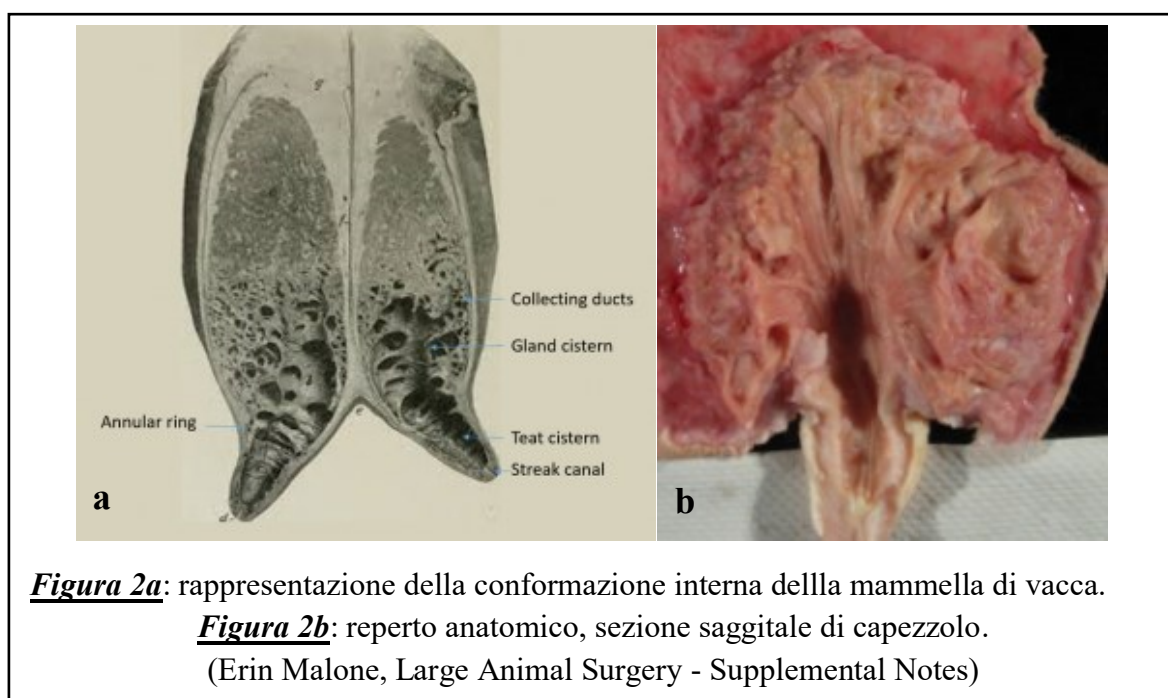 Collecting ducts
Gland cistern
Annular ring
Teat cistern
Streak canal
a
b
Figura 2a: rappresentazione della conformazione interna dellla mammella di vacca.
Figura 2b: reperto anatomico, sezione saggitale di capezzolo.
(Erin Malone, Large Animal Surgery - Supplemental Notes)